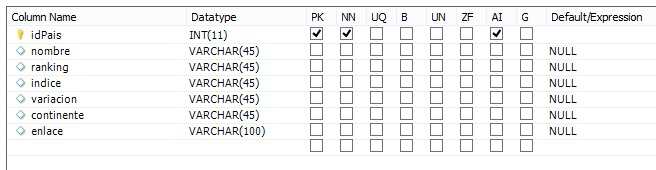 Column Name Datatype PK NN UQ B UN ZF AI G Default/Expression
idPais INT(11)
nombre VARCHAR(45) NULL
ranking VARCHAR(45) NULL
indice VARCHAR(45) NULL
variacion VARCHAR(45) NULL
continente VARCHAR(45) NULL
enlace VARCHAR(100) NULL